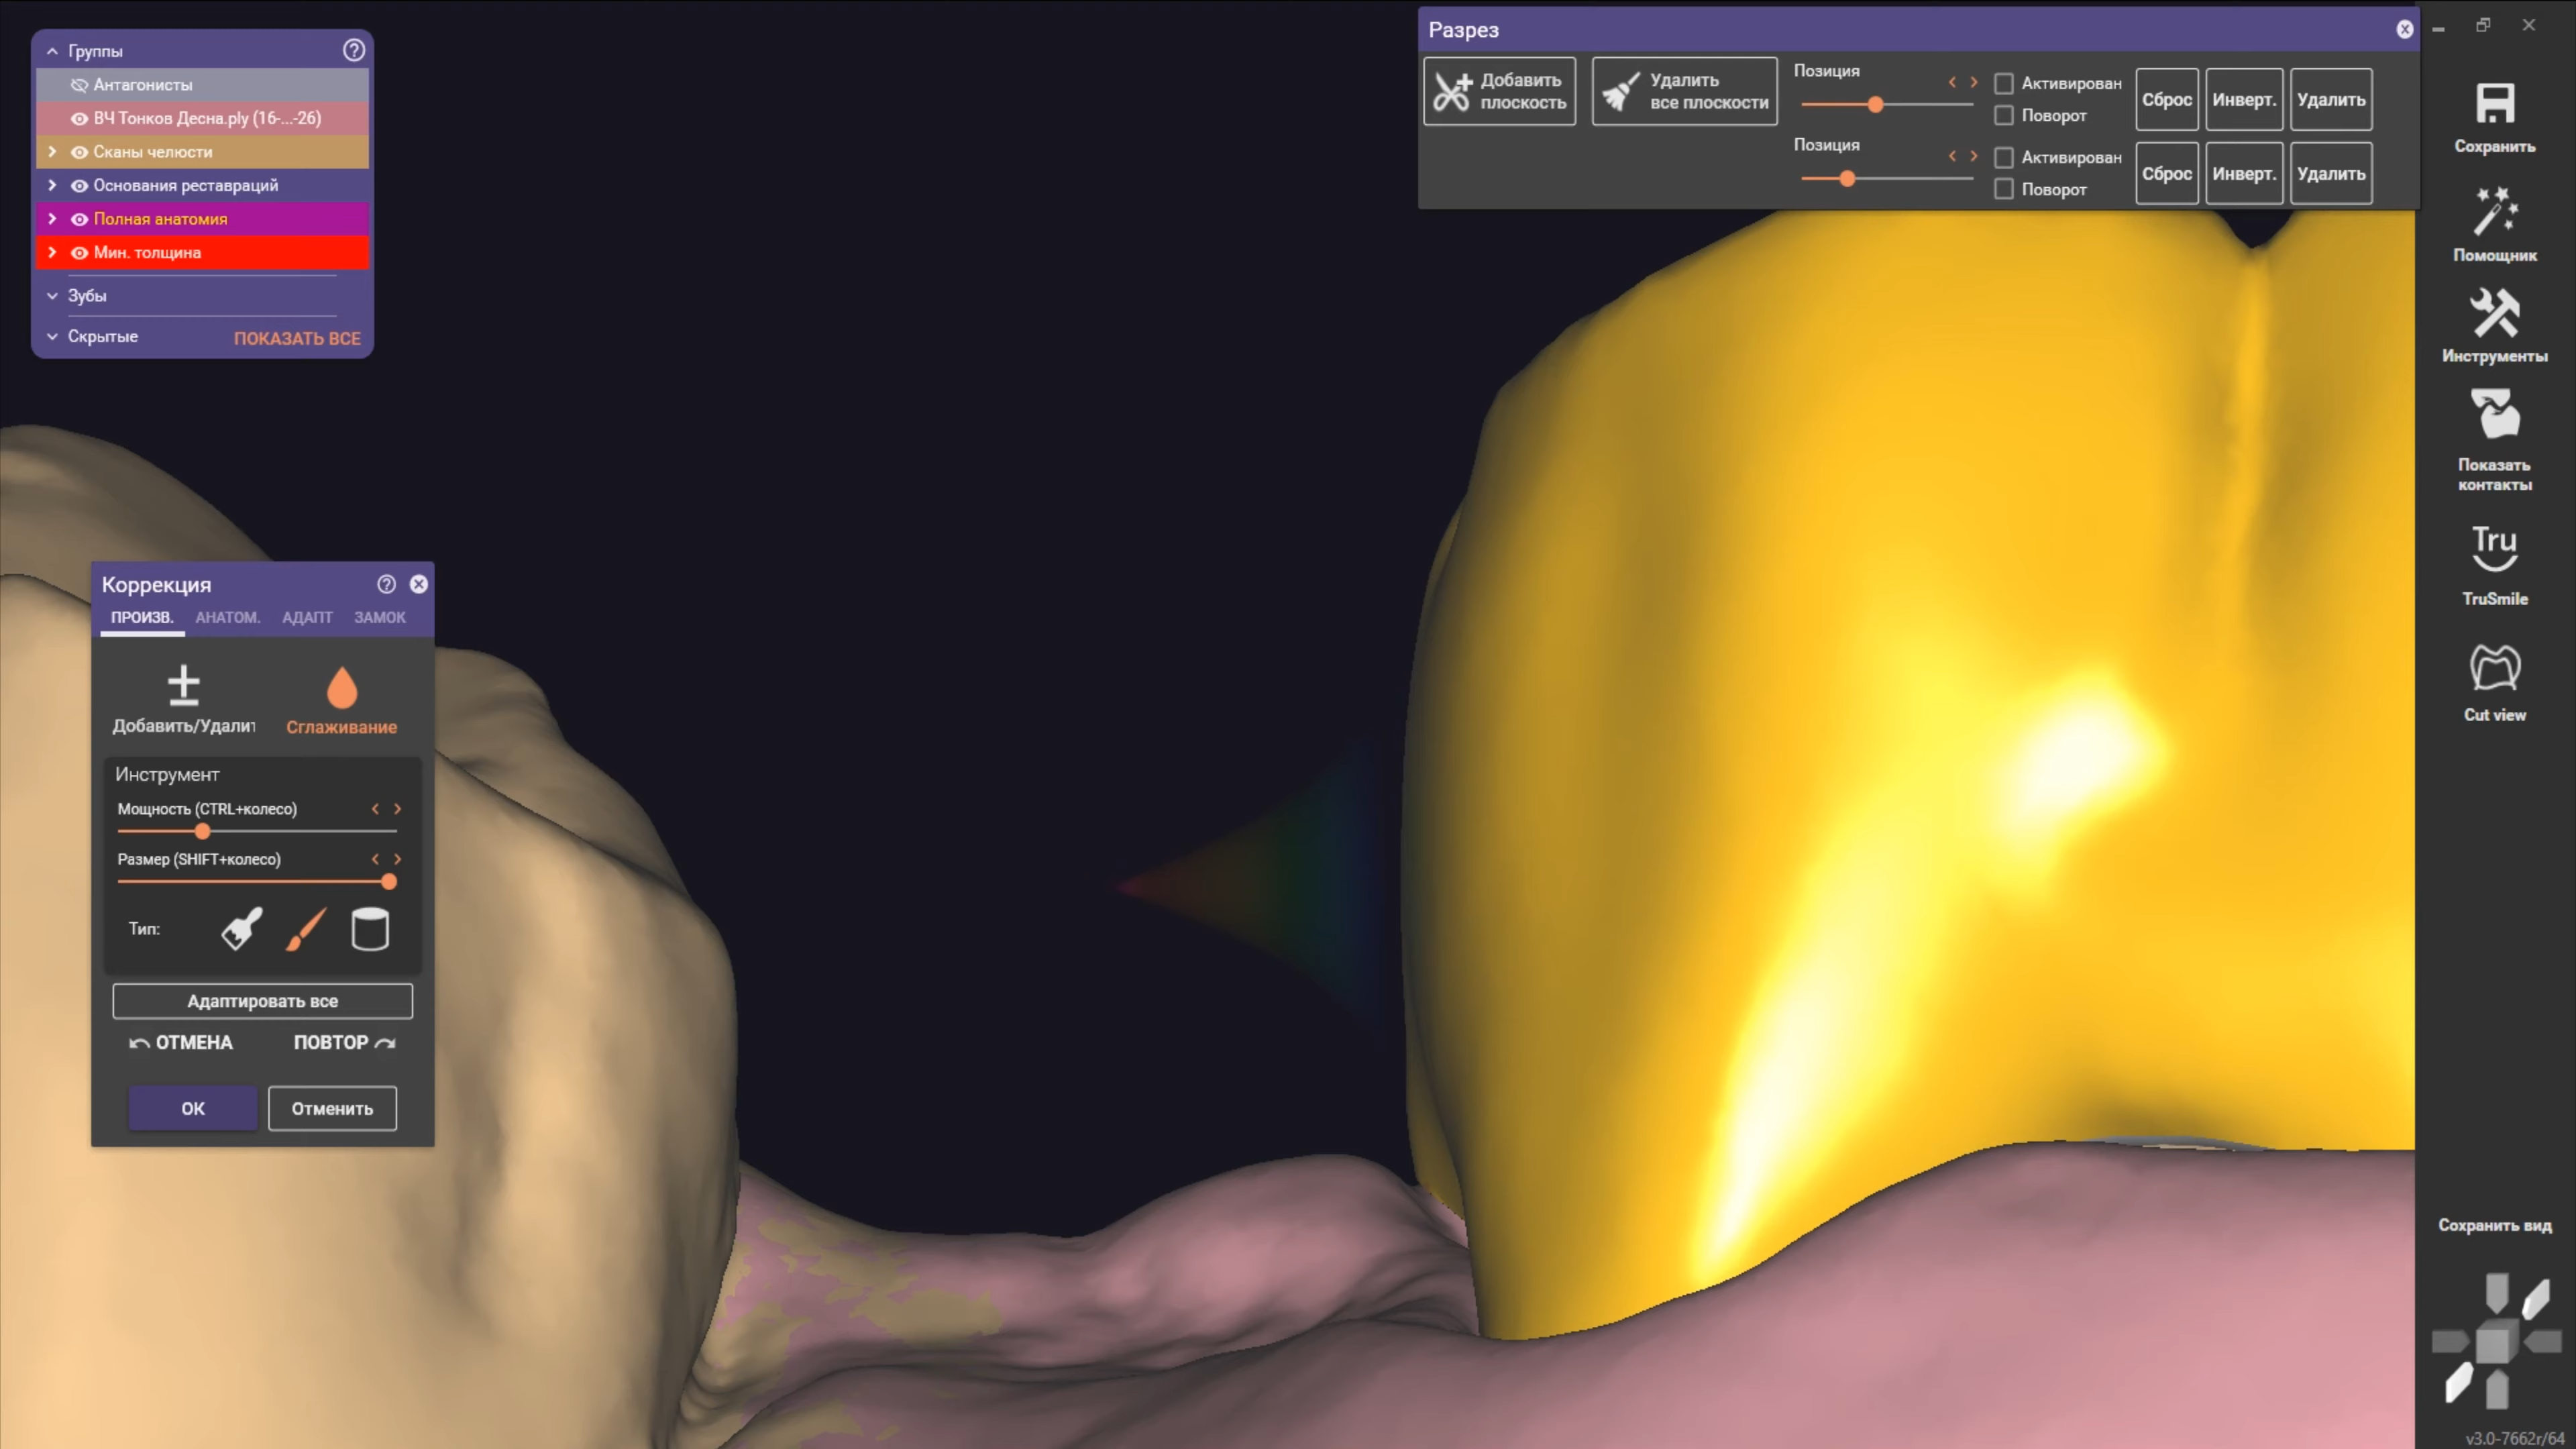 Группы
Антагонисты
ВЧ Тонков Десна.ply (16-...-26)
Сканы челюсти
Основания реставраций
Полная анатомия
Мин. толщина
Зубы
Скрытые ПОКАЗАТЬ ВСЕ
Разрез
Добавить
плоскость
Удалить
все плоскости
Позиция
Активирован
Поворот
Сброс Инверт. Удалить
Позиция
Активирован
Поворот
Сброс Инверт. Удалить
Коррекция
ПРОИЗВ. АНАТОМ. АДАПТ ЗАМОК
Добавить/Удалит Сглаживание
Инструмент
Мощность (CTRL+колесо)
Размер (SHIFT+колесо)
Тип:
Адаптировать все
ОТМЕНА ПОВТОР
OK Отменить
Сохранить
Помощник
Инструменты
Показать
контакты
Tru
TruSmile
Cut view
Сохранить вид
v3.0-7662r/64